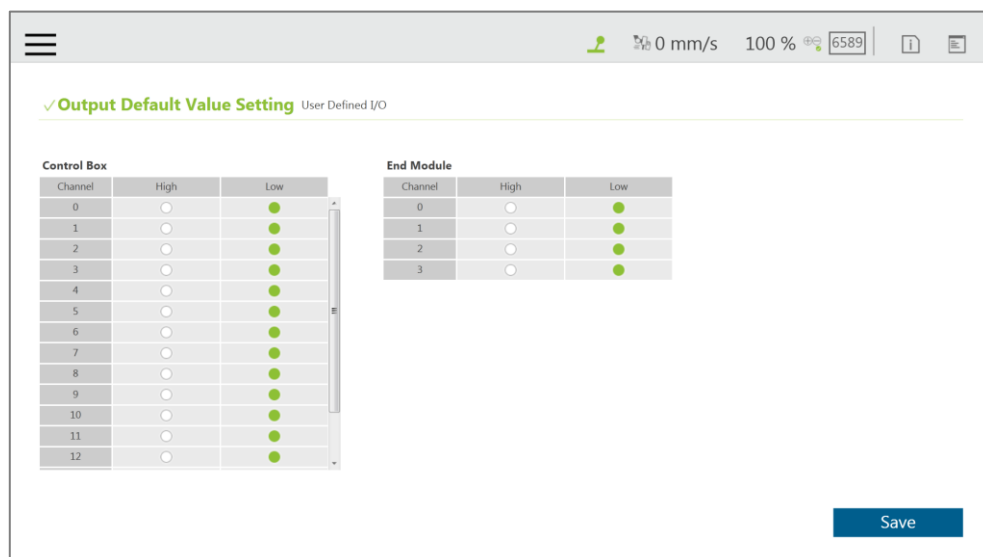 0 mm/s 100 % 6589
Output Default Value Setting User Defined I/O
Control Box
Channel High Low
0
1
2
3
4
5
6
7
8
9
10
11
12
End Module
Channel High Low
0
1
2
3
Save